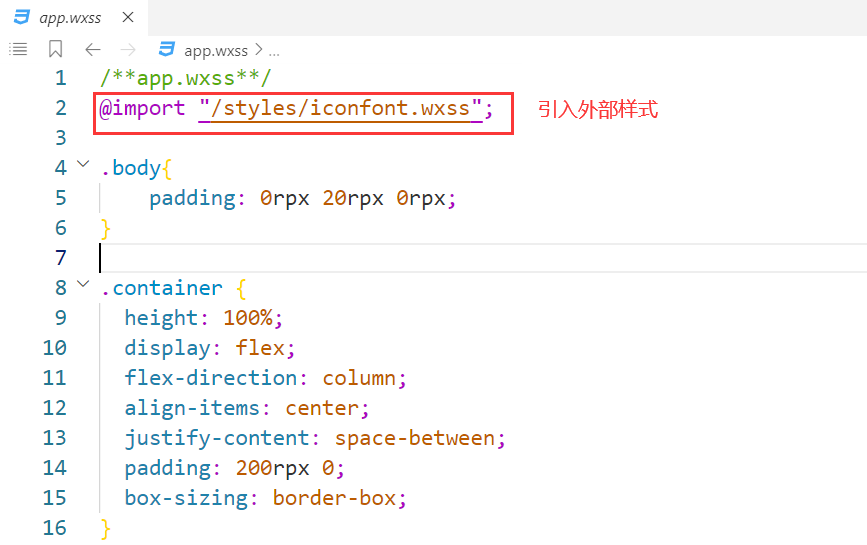 app.wxss
app.wxss > ...
1 /**app.wxss**/
2 @import "/styles/iconfont.wxss"; 引入外部样式
3
4 .body{
5 padding: 0rpx 20rpx 0rpx;
6 }
7
8 .container {
9 height: 100%;
10 display: flex;
11 flex-direction: column;
12 align-items: center;
13 justify-content: space-between;
14 padding: 200rpx 0;
15 box-sizing: border-box;
16 }